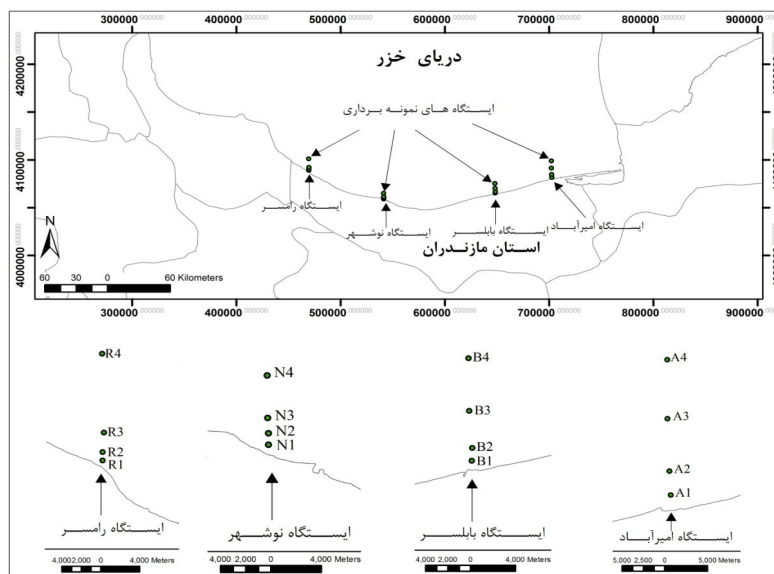 300000 400000 500000 600000 700000 800000 900000
دریای خزر
4200000
ایستگاه های نمونه برداری
4100000
ایستگاه رامسر
ایستگاه نوشهر
ایستگاه بابلسر
ایستگاه امیرآباد
استان مازندران
N
4000000
60 30 0 60 Kilometers
300000 400000 500000 600000 700000 800000 900000
R4
R3
R2
R1
ایستگاه رامسر
4,000 2,000 0 4,000 Meters
N4
N3
N2
N1
ایستگاه نوشهر
4,000 2,000 0 4,000 Meters
B4
B3
B2
B1
ایستگاه بابلسر
4,000 2,000 0 4,000 Meters
A4
A3
A2
A1
ایستگاه امیرآباد
5,000 2,500 0 5,000 Meters